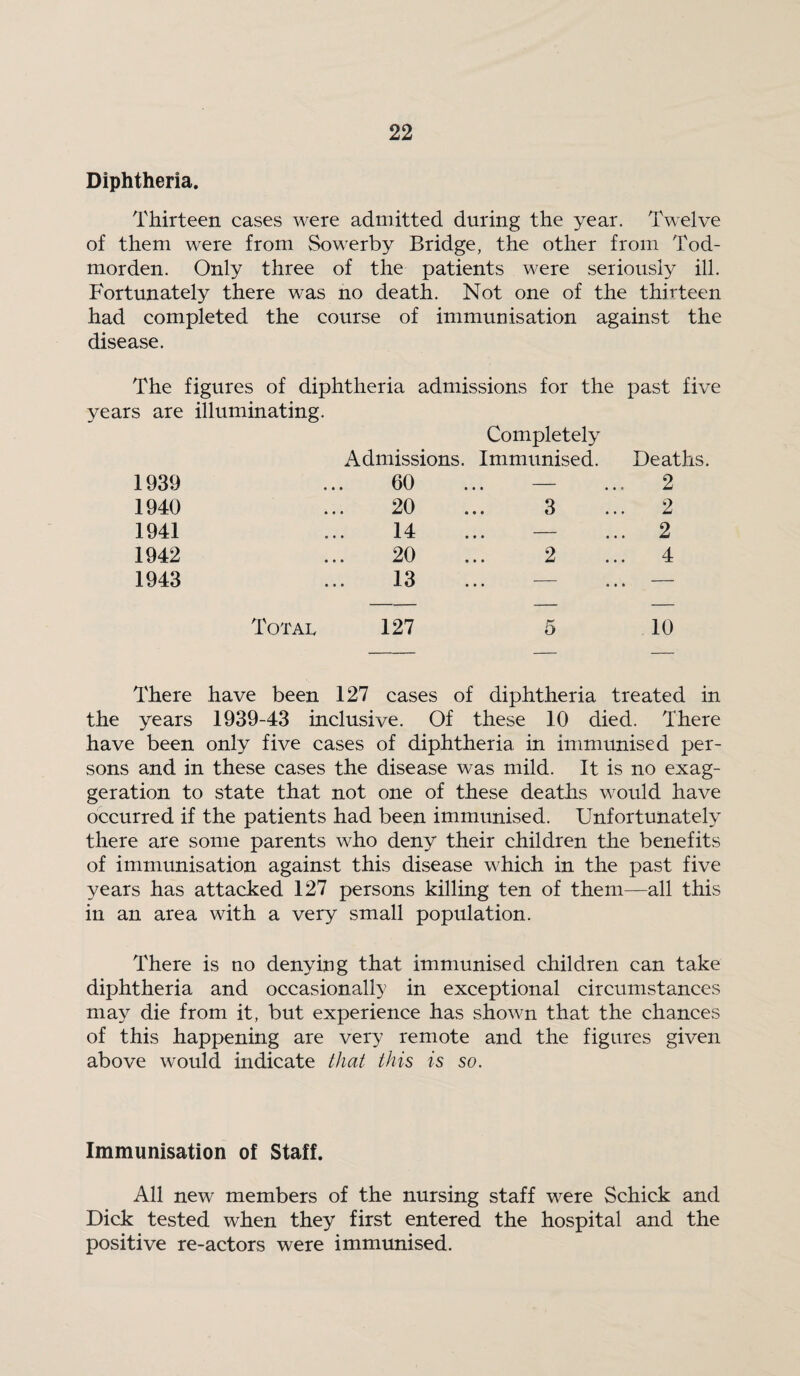 22
Diphtheria.
Thirteen cases were admitted during the year. Twelve
of them were from Sowerby Bridge, the other from Tod-
morden. Only three of the patients were seriously ill.
Fortunately there was no death. Not one of the thirteen
had completed the course of immunisation against the
disease.
The figures of diphtheria admissions for the past five
years are illuminating.
Completely
Admissions. Immunised. Deaths.
1939 ... 60 ... — ... 2
1940 ... 20 ... 3 ... 2
1941 ... 14 ... — ... 2
1942 ... 20 ... 2 ... 4
1943 ... 13 ... — ... —
Total 127 5 10
There have been 127 cases of diphtheria treated in
the years 1939-43 inclusive. Of these 10 died. There
have been only five cases of diphtheria in immunised per-
sons and in these cases the disease was mild. It is no exag-
geration to state that not one of these deaths would have
occurred if the patients had been immunised. Unfortunately
there are some parents who deny their children the benefits
of immunisation against this disease which in the past five
years has attacked 127 persons killing ten of them—all this
in an area with a very small population.
There is no denying that immunised children can take
diphtheria and occasionally in exceptional circumstances
may die from it, but experience has shown that the chances
of this happening are very remote and the figures given
above would indicate that this is so.
Immunisation of Staff.
All new members of the nursing staff were Schick and
Dick tested when they first entered the hospital and the
positive re-actors were immunised.